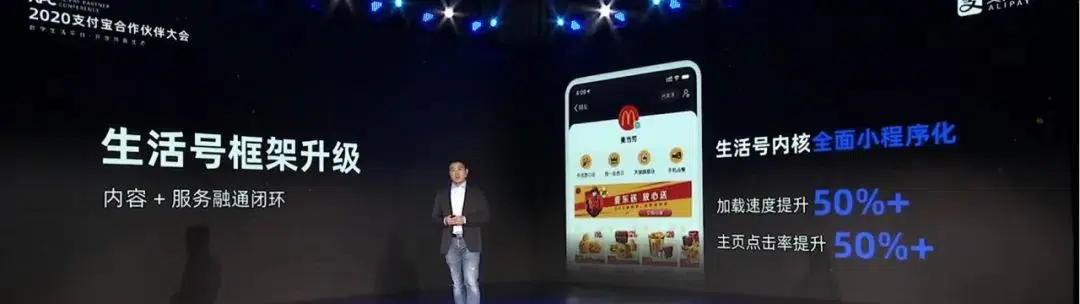 2020支付宝合作伙伴大会
生活号框架升级
内容 + 服务融通闭环
ALIPAY
麦当劳
生活号内核全面小程序化
加载速度提升 50%+
主页点击率提升 50%+